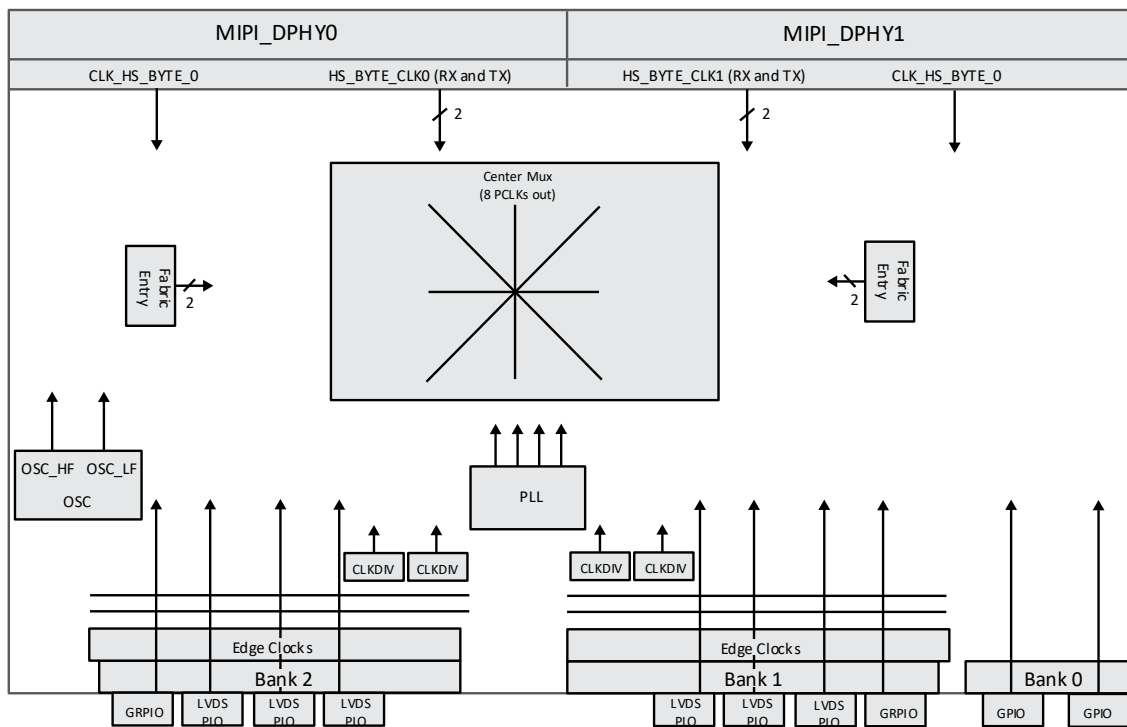 MIPI_DPHY0
MIPI_DPHY1
CLK_HS_BYTE_0
HS_BYTE_CLK0 (RX and TX)
HS_BYTE_CLK1 (RX and TX)
CLK_HS_BYTE_0
2
2
Center Mux
(8 PCLKs out)
Fabric
Entry
2
Fabric
Entry
2
OSC_HF
OSC_LF
OSC
PLL
CLKDIV
CLKDIV
CLKDIV
CLKDIV
Edge Clocks
Edge Clocks
Bank 2
Bank 1
Bank 0
GRPIO
LVDS
PIO
LVDS
PIO
LVDS
PIO
LVDS
PIO
LVDS
PIO
LVDS
PIO
GRPIO
GPIO
GPIO